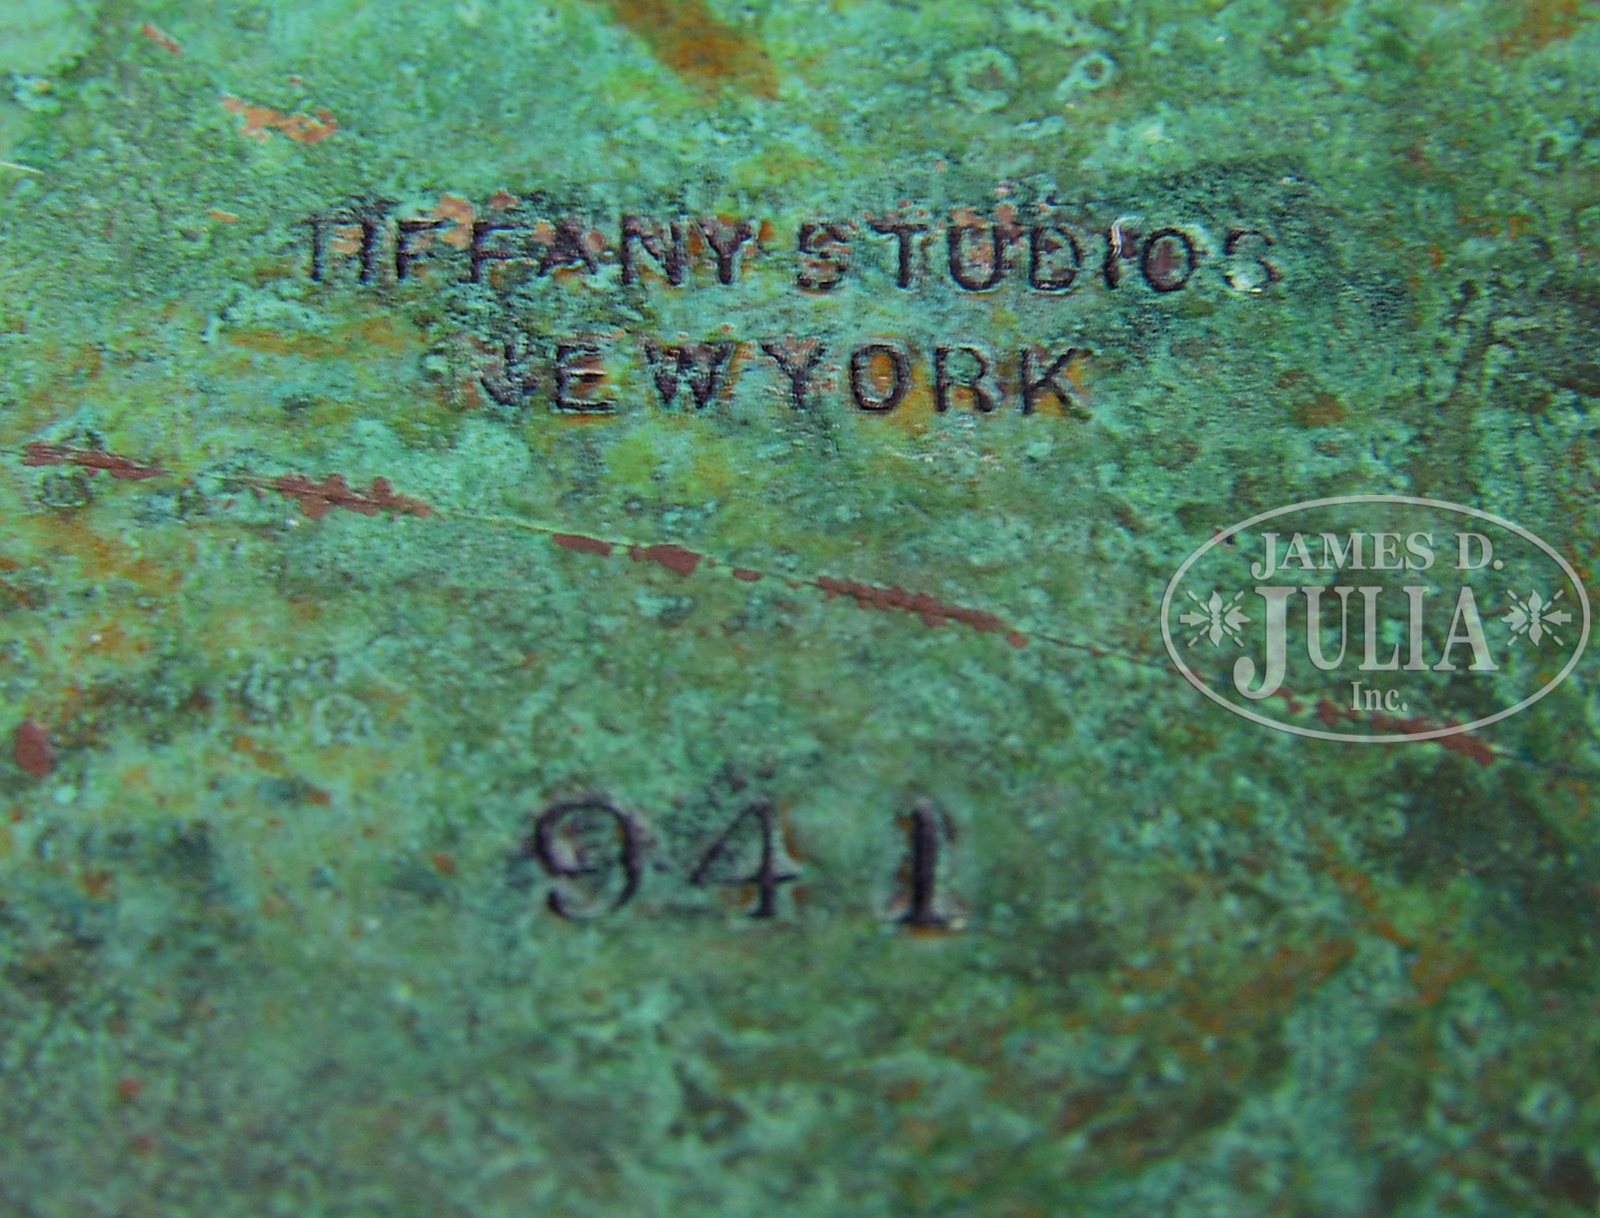 TIFFANY STUDIOS
NEW YORK
JAMES D.
JULIA
Inc.
941